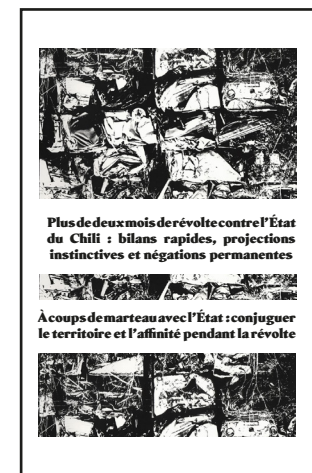 Plus de deux mois de révolte contre l'État
du Chili : bilans rapides, projections
instinctives et négations permanentes
À coups de marteau avec l'État : conjuguer
le territoire et l'affinité pendant la révolte